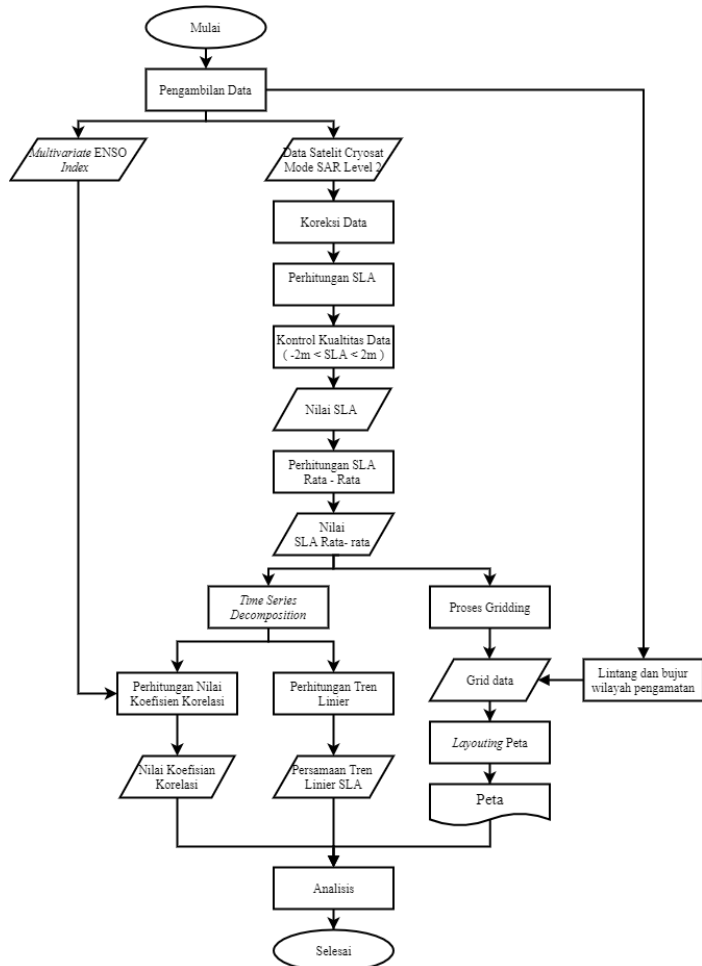 Mulai
Pengambilan Data
Multivariate ENSO
Index
Data Satelit Cryosat
Mode SAR Level 2
Koreksi Data
Perhitungan SLA
Kontrol Kualtitas Data
( -2m < SLA < 2m )
Nilai SLA
Perhitungan SLA
Rata - Rata
Nilai
SLA Rata- rata
Time Series
Decomposition
Proses Gridding
Perhitungan Nilai
Koefisien Korelasi
Perhitungan Tren
Linier
Grid data
Lintang dan bujur
wilayah pengamatan
Layouting Peta
Nilai Koefisian
Korelasi
Persamaan Tren
Linier SLA
Peta
Analisis
Selesai